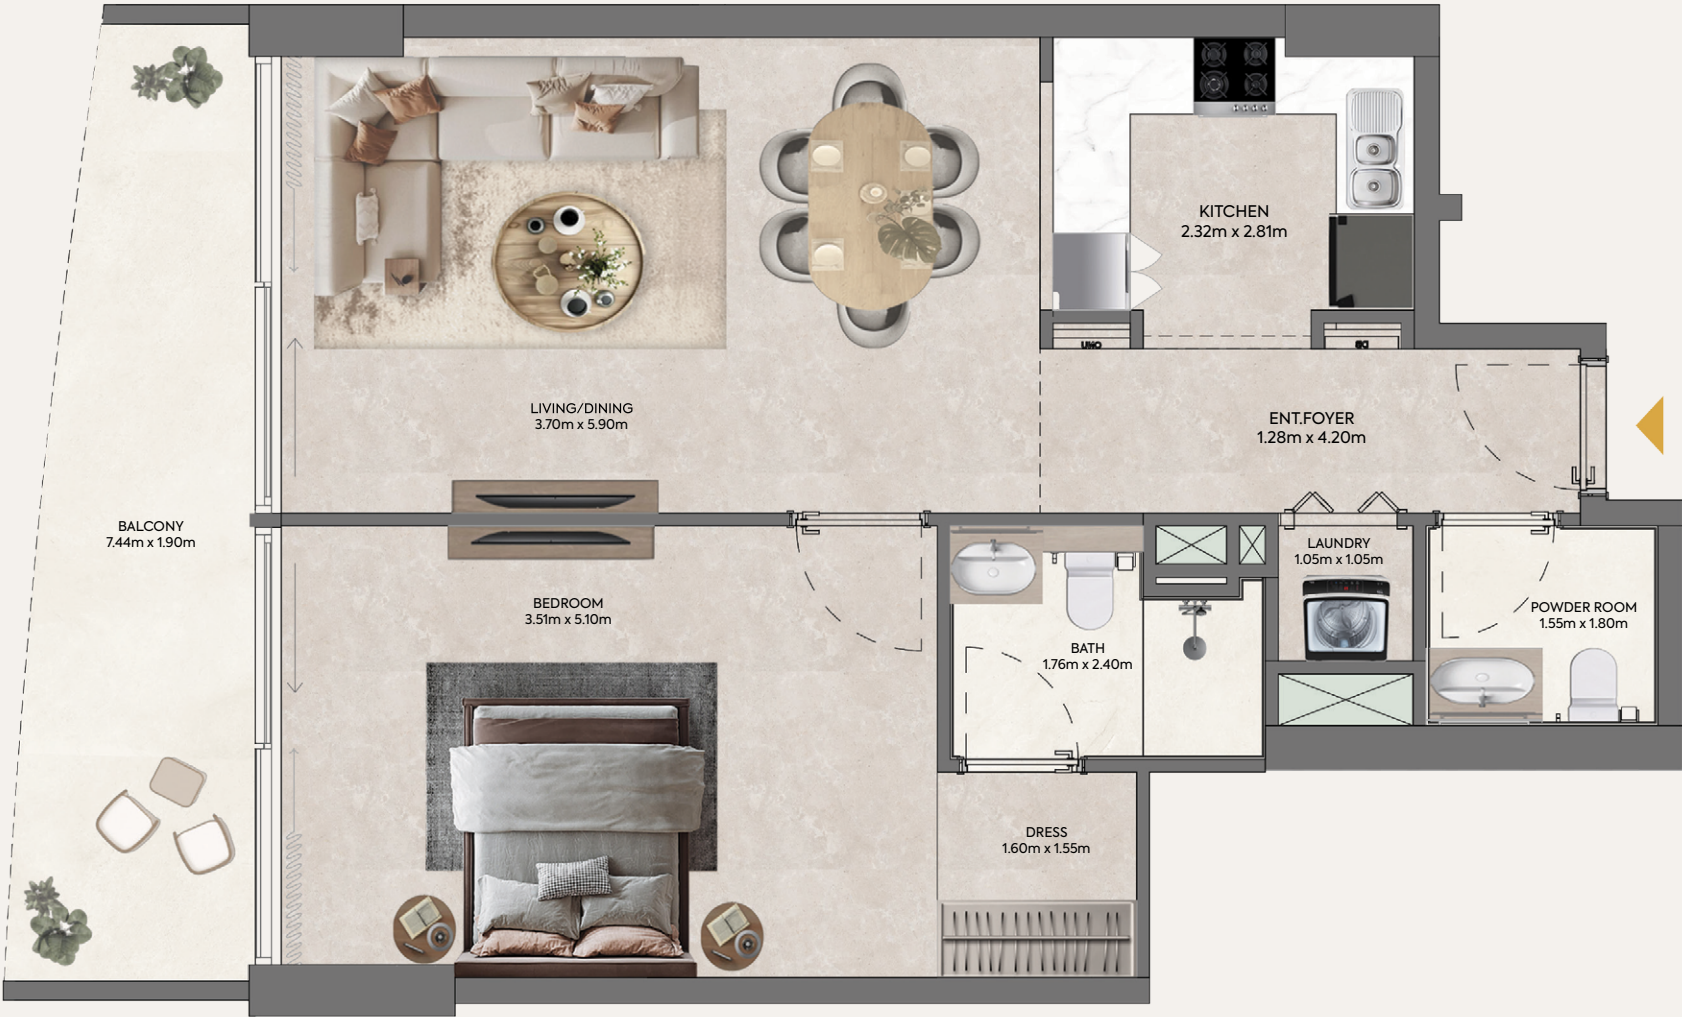 KITCHEN
2.32m x 2.81m
LIVING/DINING
3.70m x 5.90m
ENT.FOYER
1.28m x 4.20m
BALCONY
7.44m x 1.90m
LAUNDRY
1.05m x 1.05m
BEDROOM
3.51m x 5.10m
POWDER ROOM
1.55m x 1.80m
BATH
1.76m x 2.40m
DRESS
1.60m x 1.55m